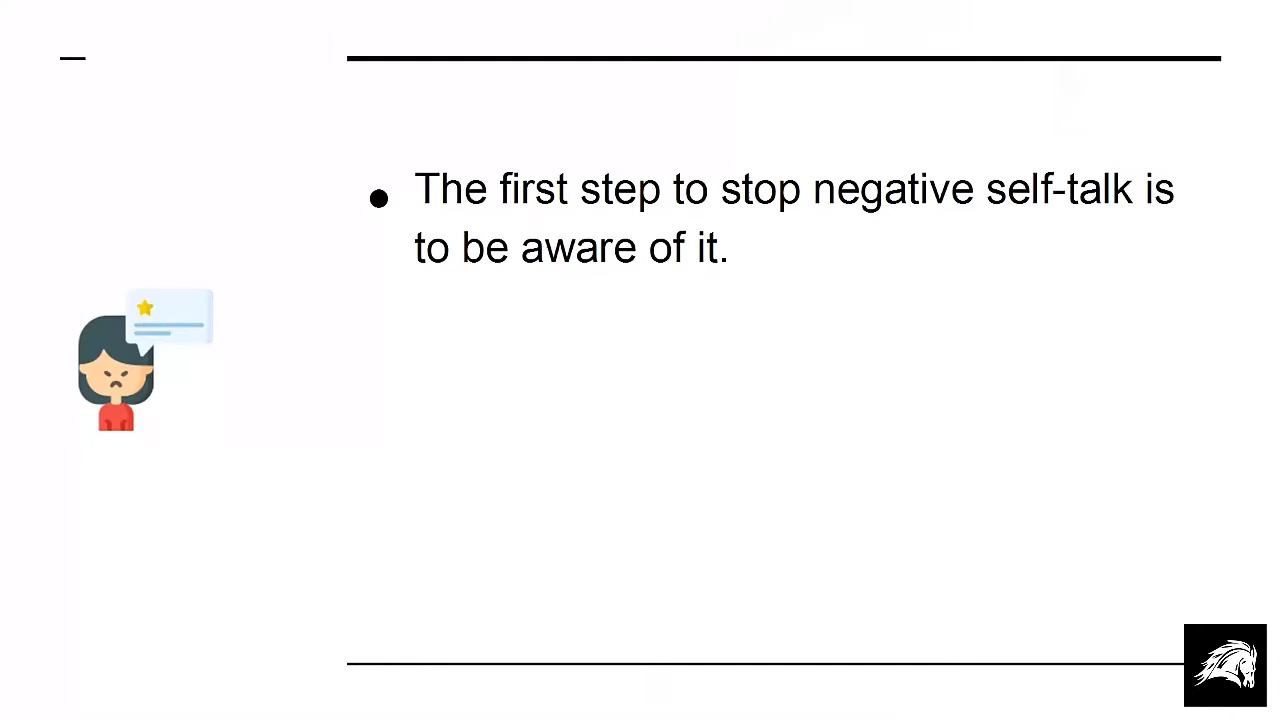 The first step to stop negative self-talk is
to be aware of it.